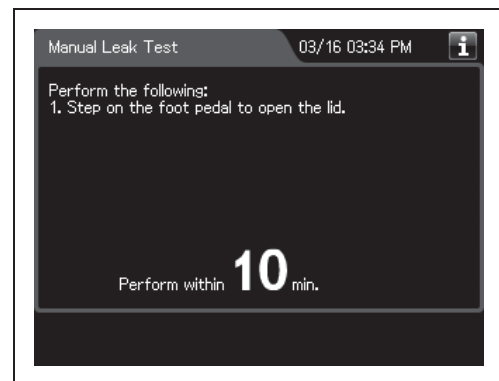 Manual Leak Test 03/16 03:34 PM i
Perform the following:
1. Step on the foot pedal to open the lid.
Perform within 10 min.